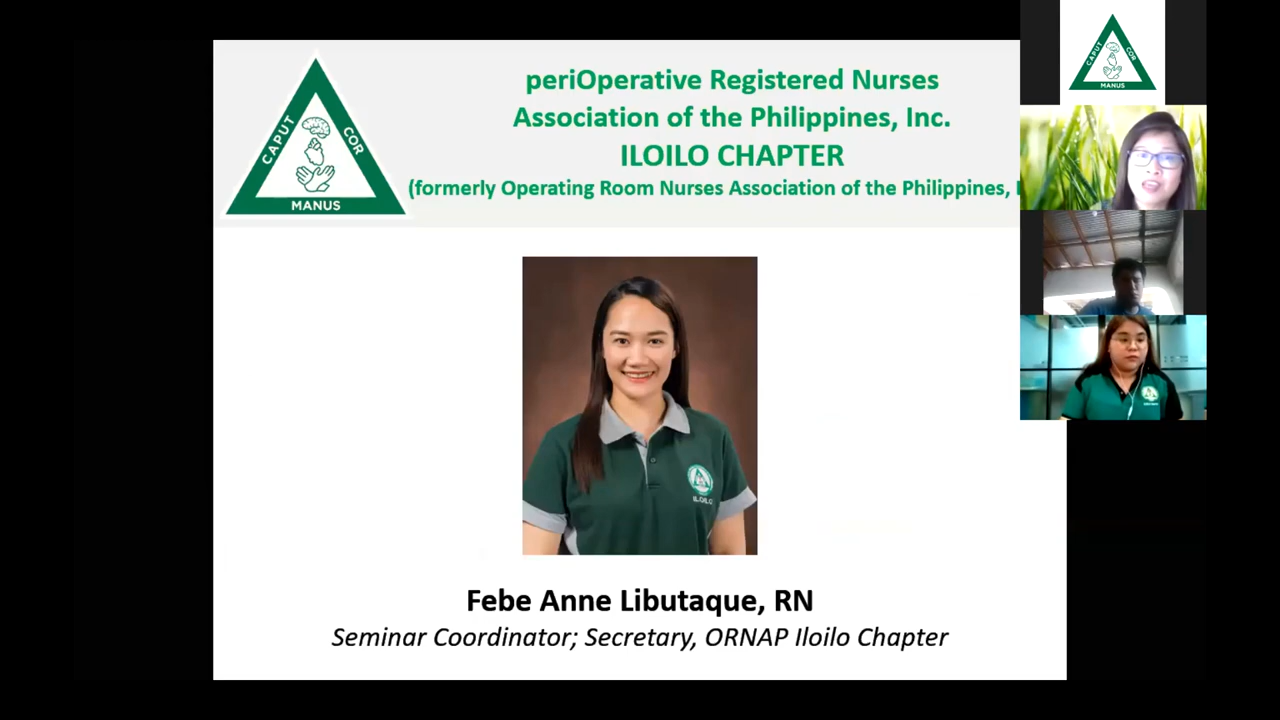 periOperative Registered Nurses
Association of the Philippines, Inc.
ILOILO CHAPTER
(formerly Operating Room Nurses Association of the Philippines,
CAPUT
COR
MANUS
ILOILO
Febe Anne Libutaque, RN
Seminar Coordinator; Secretary, ORNAP Iloilo Chapter
CAPUT
COR
MANUS